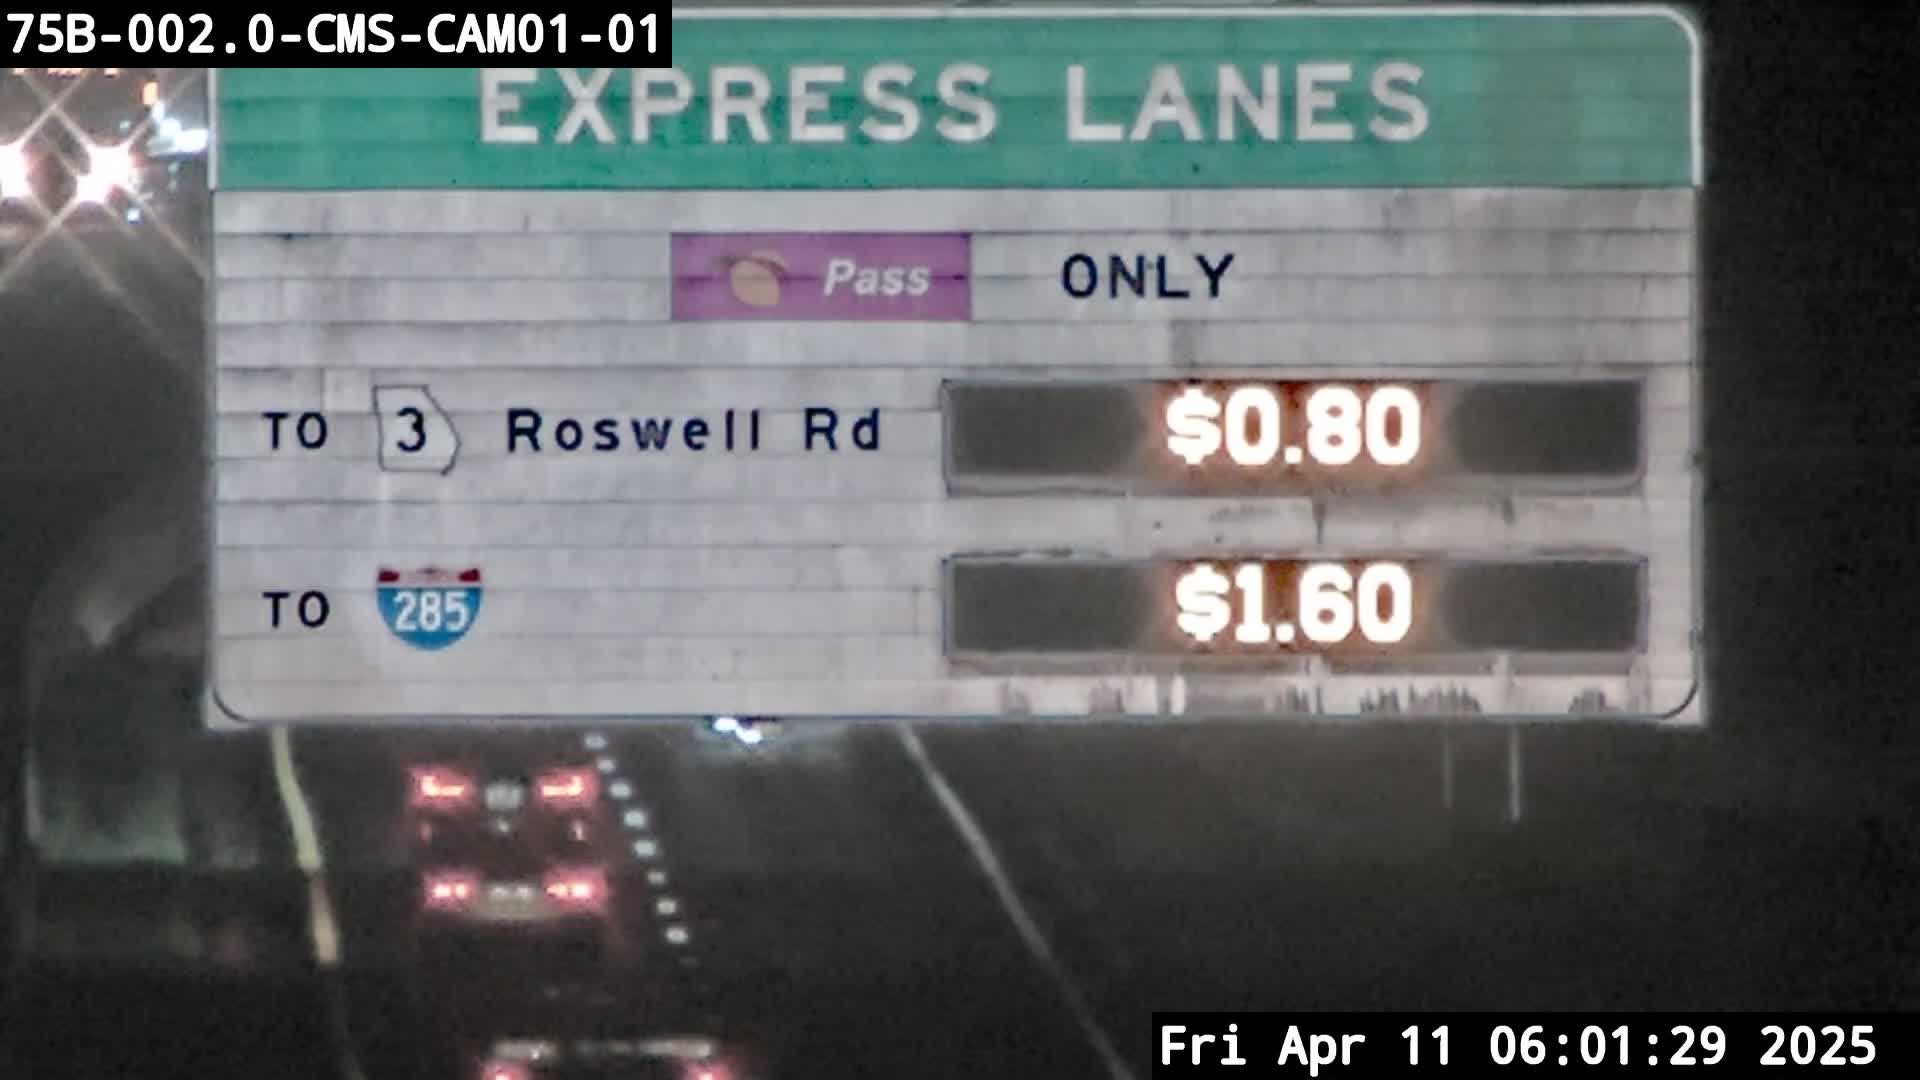 75B-002.0-CMS-CAM01-01
EXPRESS LANES
Pass ONLY
TO 3 Roswell Rd $0.80
TO 285 $1.60
Fri Apr 11 06:01:29 2025